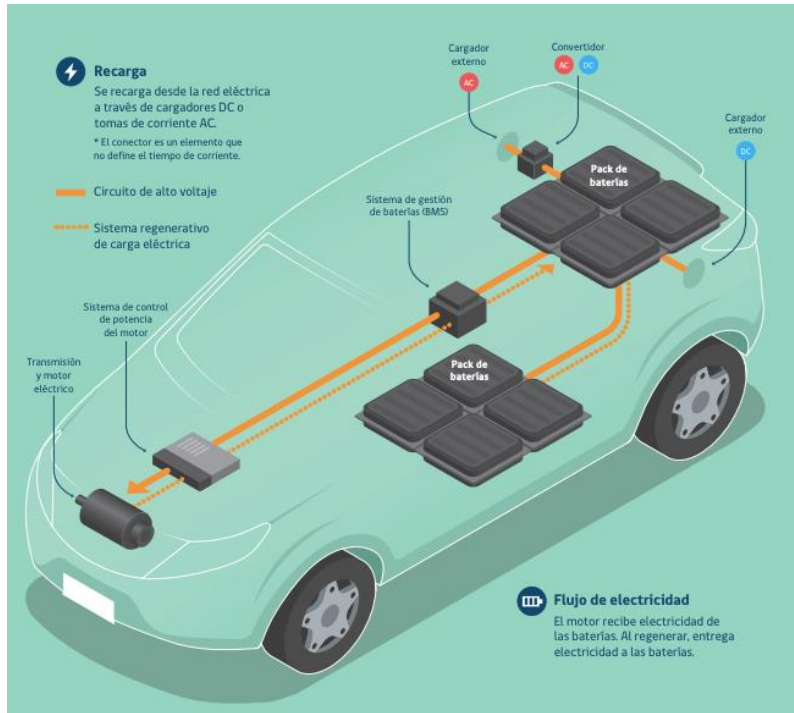 Recarga
Se recarga desde la red eléctrica
a través de cargadores DC o
tomas de corriente AC.
* El conector es un elemento que
no define el tiempo de corriente.
Circuito de alto voltaje
Sistema regenerativo
de carga eléctrica
Cargador
externo
AC
Convertidor
AC DC
Cargador
externo
DC
Pack de
baterías
Sistema de gestión
de baterías (BMS)
Sistema de control
de potencia
del motor
Transmisión
y motor
eléctrico
Pack de
baterías
Flujo de electricidad
El motor recibe electricidad de
las baterías. Al regenerar, entrega
electricidad a las baterías.